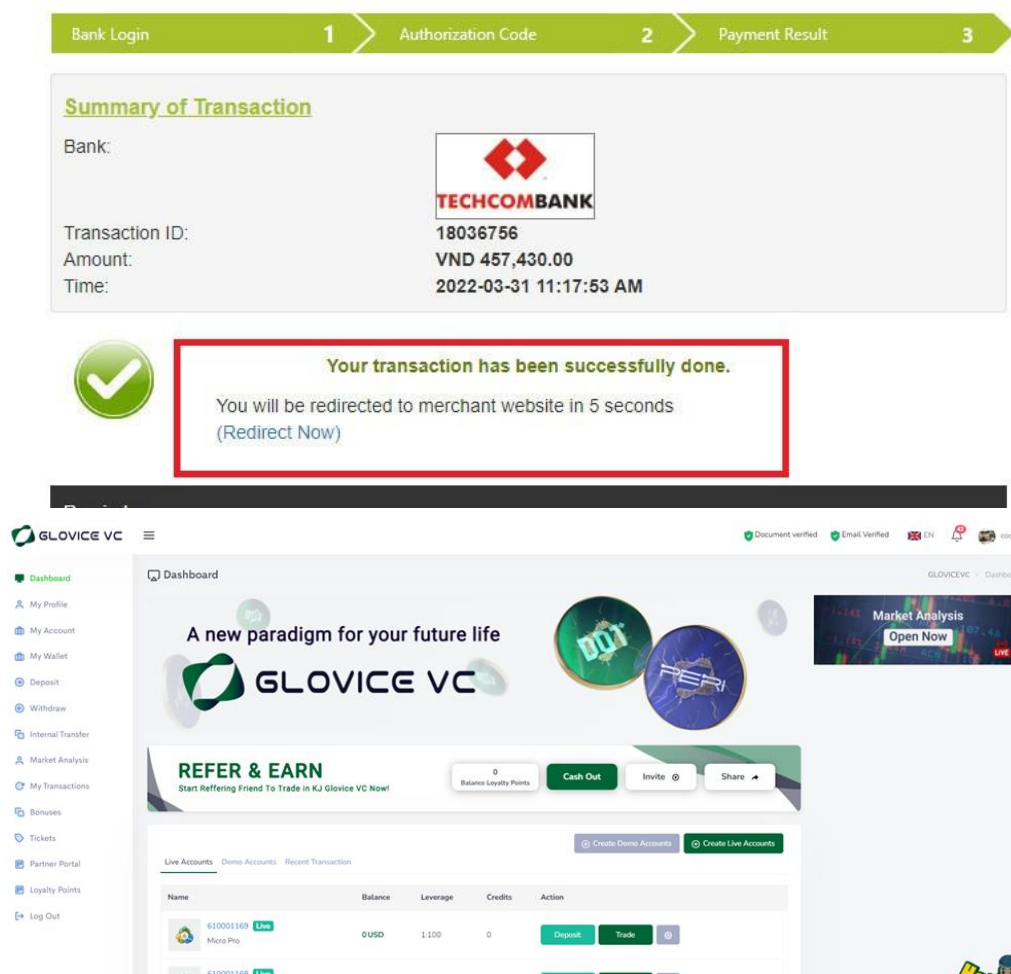 Bank Login 1 Authorization Code 2 Payment Result 3
Summary of Transaction
Bank:
TECHCOMBANK
Transaction ID: 18036756
Amount: VND 457,430.00
Time: 2022-03-31 11:17:53 AM
Your transaction has been successfully done.
You will be redirected to merchant website in 5 seconds
(Redirect Now)
GLOVICE VC Document verified Email Verified EN
Dashboard
My Profile
My Account
My Wallet
Deposit
Withdraw
Internal Transfer
Market Analysis
My Transactions
Bonuses
Tickets
Partner Portal
Loyalty Points
Log Out
Dashboard GLOVICEVC
A new paradigm for your future life
GLOVICE VC
DOT
PERI
Market Analysis
Open Now
LIVE
REFER & EARN
Start Reffering Friend To Trade in KJ Glovice VC Now!
0
Balance Loyalty Points
Cash Out Invite Share
Create Demo Accounts Create Live Accounts
Live Accounts Demo Accounts Recent Transaction
Name Balance Leverage Credits Action
610001169 Live
Micro Pro 0 USD 1:100 0 Deposit Trade
610001168 Live